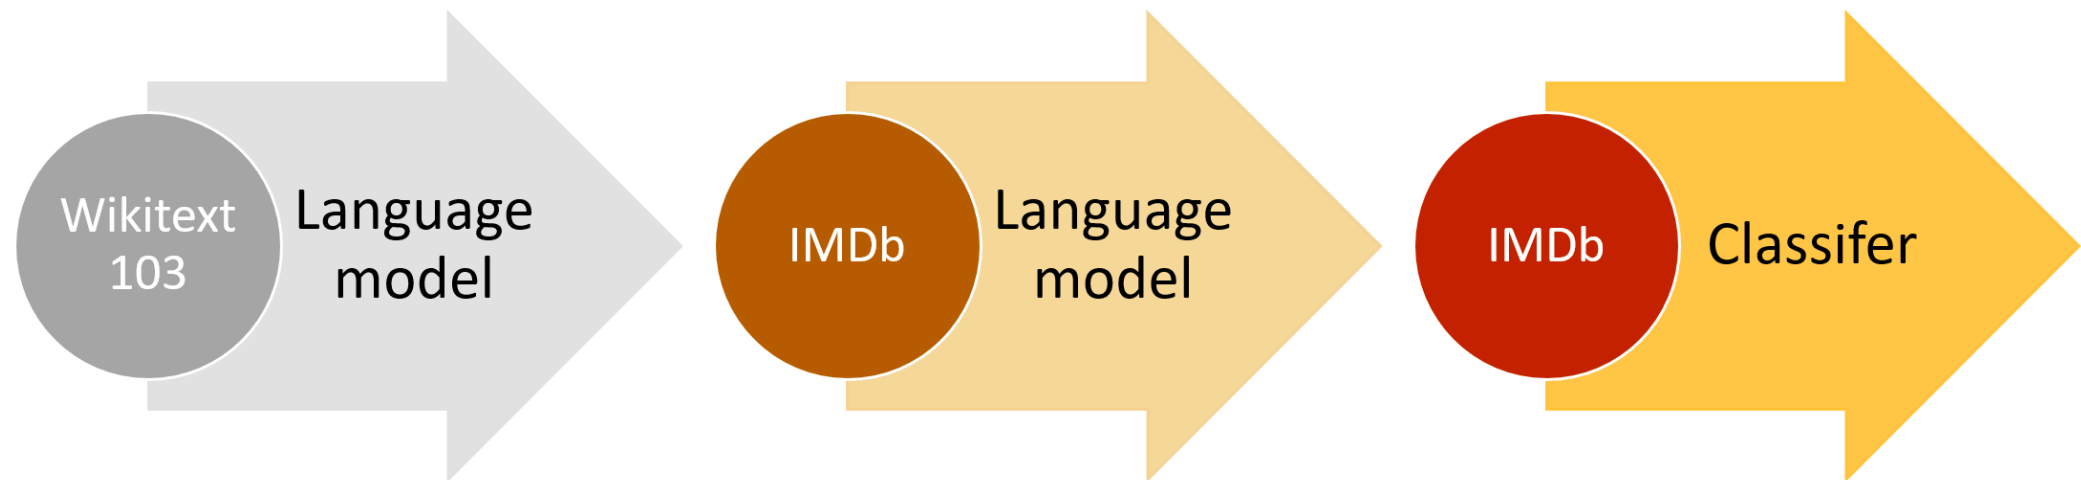 Wikitext
103
Language
model
IMDb
Language
model
IMDb
Classifer